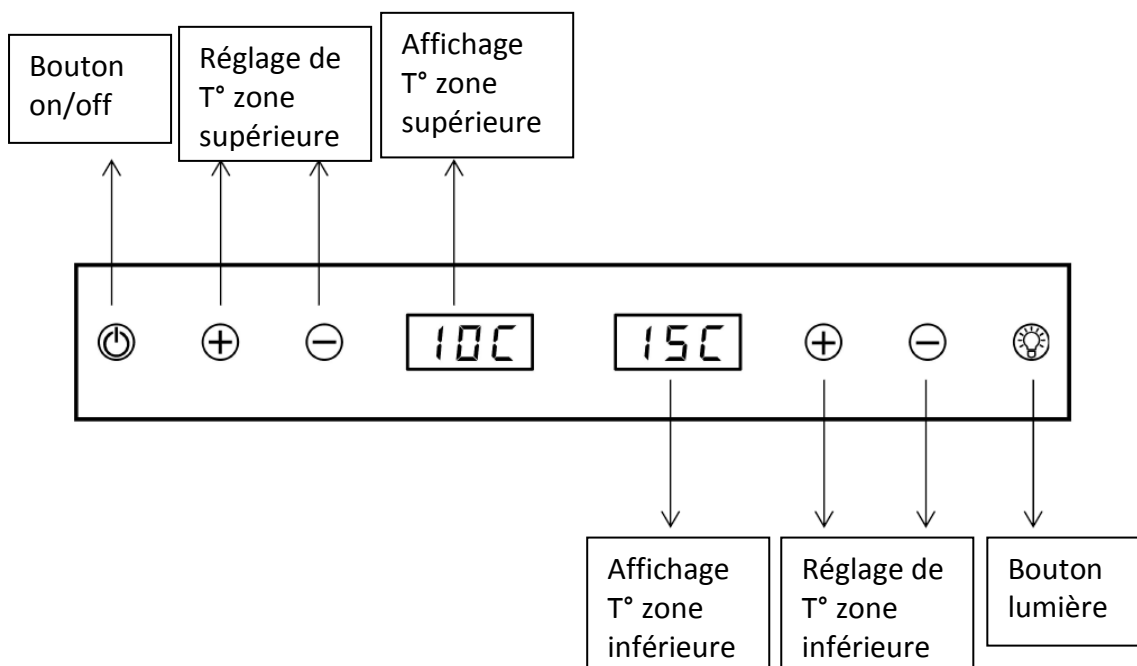 Bouton
on/off
Réglage de
T° zone
supérieure
Affichage
T° zone
supérieure
10C
15C
Affichage
T° zone
inférieure
Réglage de
T° zone
inférieure
Bouton
lumière